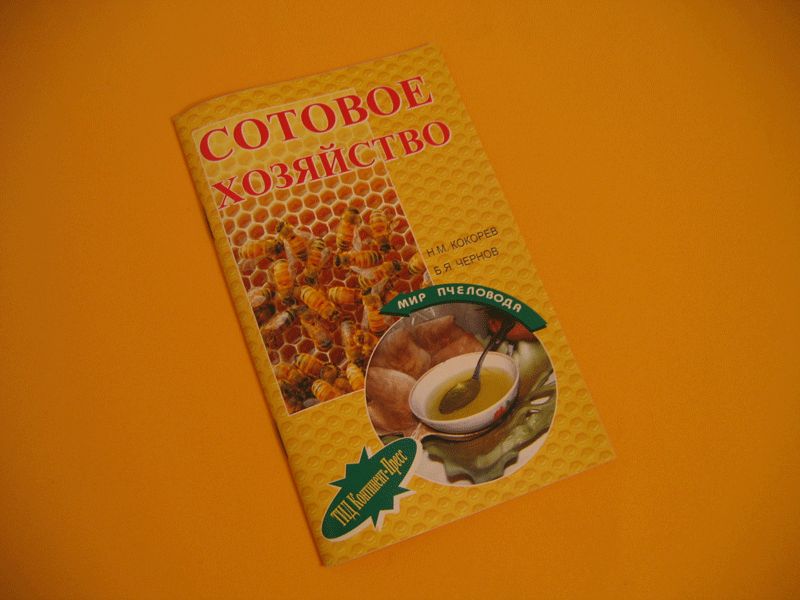 СОТОВОЕ
ХОЗЯЙСТВО
Н.М. КОКОРЕВ
Б.Я. ЧЕРНОВ
МИР ПЧЕЛОВОДА
ТИД Континент-Пресс